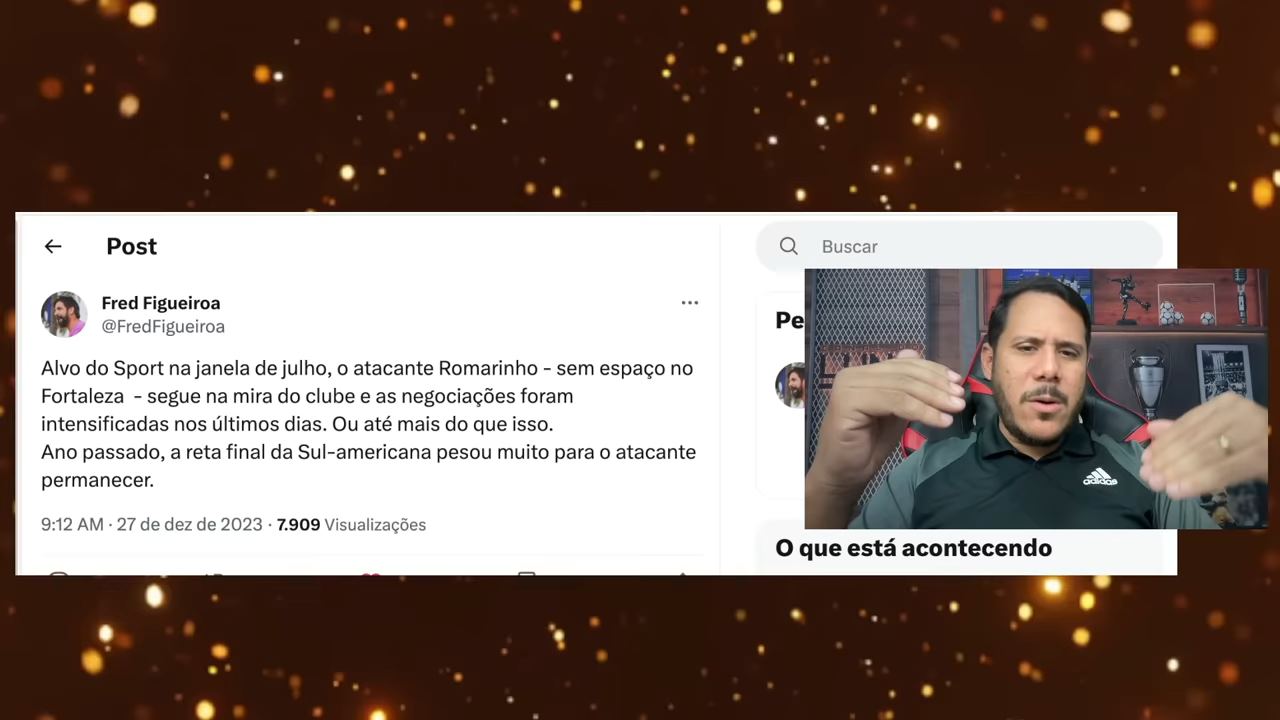 Post
Buscar
Fred Figueiroa
@FredFigueiroa
Pe
Alvo do Sport na janela de julho, o atacante Romarinho - sem espaço no
Fortaleza - segue na mira do clube e as negociações foram
intensificadas nos últimos dias. Ou até mais do que isso.
Ano passado, a reta final da Sul-americana pesou muito para o atacante
permanecer.
9:12 AM · 27 de dez de 2023 · 7.909 Visualizações
adidas
O que está acontecendo